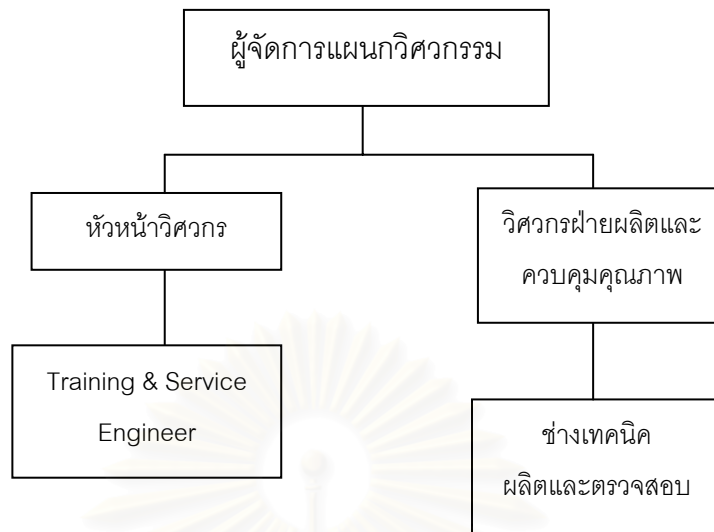 ผู้จัดการแผนกวิศวกรรม
หัวหน้าวิศวกร
วิศวกรฝ่ายผลิตและ
ควบคุมคุณภาพ
Training & Service
Engineer
ช่างเทคนิค
ผลิตและตรวจสอบ